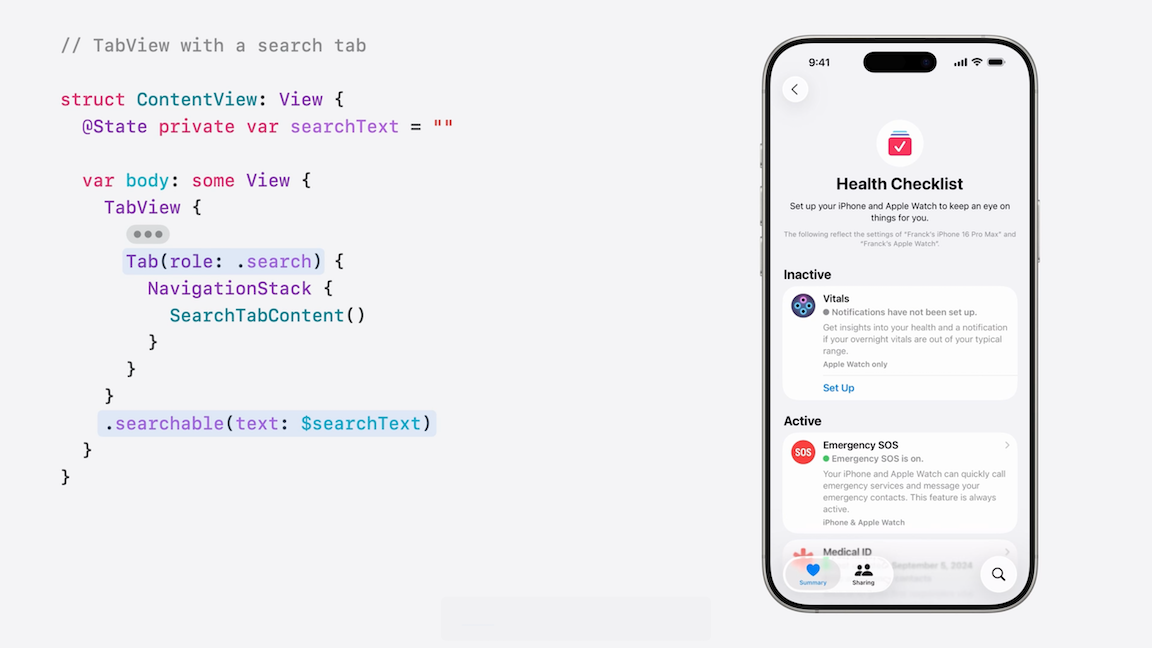 // TabView with a search tab
struct ContentView: View {
@State private var searchText = ""
var body: some View {
TabView {
•••
Tab(role: .search) {
NavigationStack {
SearchTabContent()
}
}
}
.searchable(text: $searchText)
}
}
9:41
Health Checklist
Set up your iPhone and Apple Watch to keep an eye on
things for you.
The following reflect the settings of "Franck's iPhone 16 Pro Max" and
"Franck's Apple Watch".
Inactive
Vitals
Notifications have not been set up.
Get insights into your health and a notification
if your overnight vitals are out of your typical
range.
Apple Watch only
Set Up
Active
SOS
Emergency SOS
Emergency SOS is on.
Your iPhone and Apple Watch can quickly call
emergency services and message your
emergency contacts. This feature is always
active.
iPhone & Apple Watch
Medical ID
September 5, 2024
Summary
Sharing